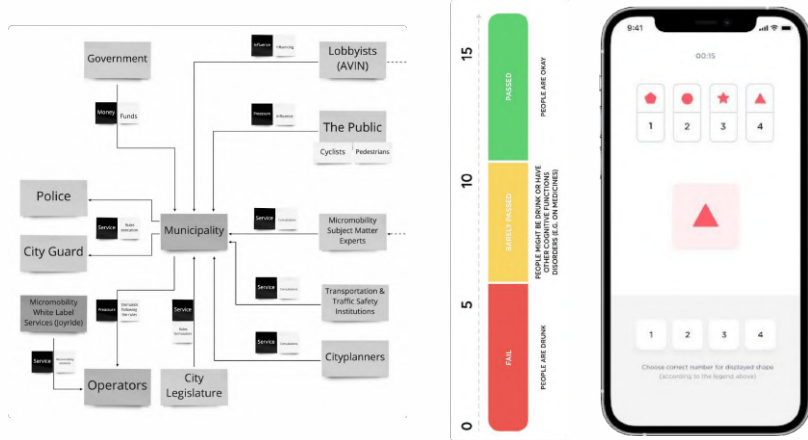 Government
Money
Funds
Influence
Influencing
Lobbyists
(AVIN)
Pressure
Influence
The Public
Cyclists
Pedestrians
Police
Service
City Guard
Municipality
Service
Micromobility
Subject Matter
Experts
Micromobility
White Label
Services (Joyride)
Pressure
Service
Service
Transportation &
Traffic Safety
Institutions
Service
Operators
City
Legislature
Service
Cityplanners
15
10
5
0
PASSED
BARELY PASSED
FAIL
PEOPLE ARE OKAY
PEOPLE MIGHT BE DRUNK OR HAVE
OTHER COGNITIVE FUNCTIONS
DISORDERS (E.G. ON MEDICINES)
PEOPLE ARE DRUNK
9:41
00:15
1 2 3 4
1 2 3 4
Choose correct number for displayed shape
(according to the legend above)